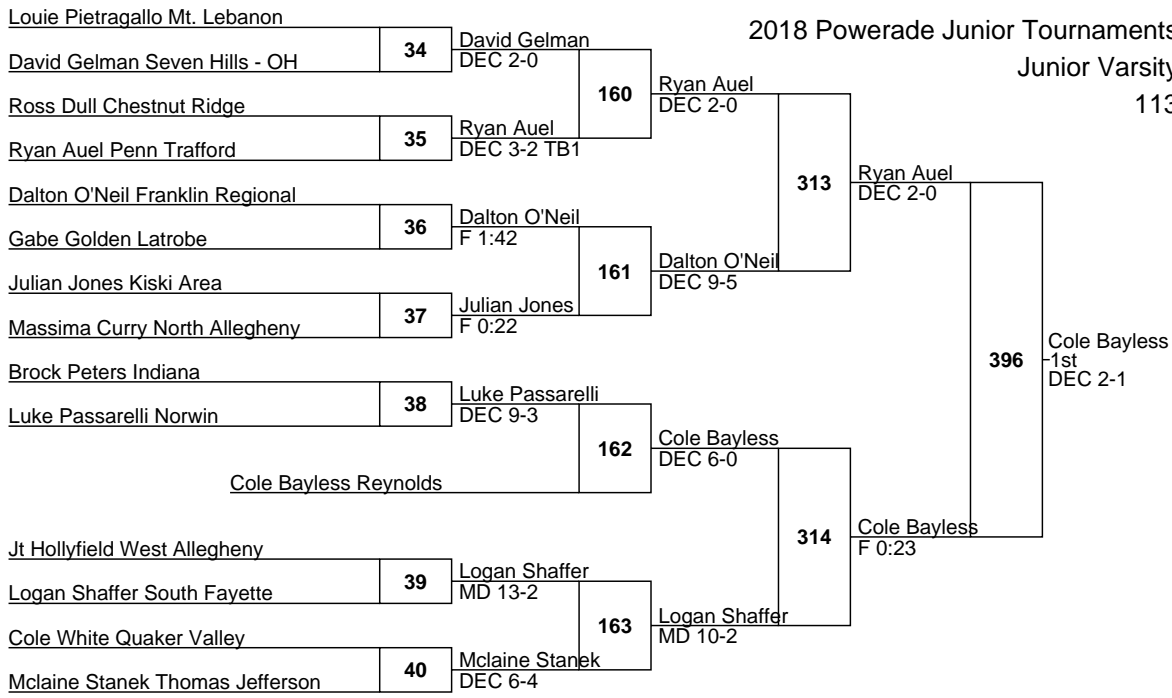 2018 Powerade Junior Tournaments
Junior Varsity
113
Louie Pietragallo Mt. Lebanon
34
David Gelman Seven Hills - OH
David Gelman
DEC 2-0
160
Ross Dull Chestnut Ridge
35
Ryan Auel Penn Trafford
Ryan Auel
DEC 3-2 TB1
Ryan Auel
DEC 2-0
313
Dalton O'Neil Franklin Regional
36
Gabe Golden Latrobe
Dalton O'Neil
F 1:42
161
Julian Jones Kiski Area
37
Massima Curry North Allegheny
Julian Jones
F 0:22
Dalton O'Neil
DEC 9-5
Ryan Auel
DEC 2-0
396
Brock Peters Indiana
38
Luke Passarelli Norwin
Luke Passarelli
DEC 9-3
162
Cole Bayless Reynolds
Cole Bayless
DEC 6-0
314
Jt Hollyfield West Allegheny
39
Logan Shaffer South Fayette
Logan Shaffer
MD 13-2
163
Cole White Quaker Valley
40
Mclaine Stanek Thomas Jefferson
Mclaine Stanek
DEC 6-4
Logan Shaffer
MD 10-2
Cole Bayless
F 0:23
Cole Bayless
1st
DEC 2-1